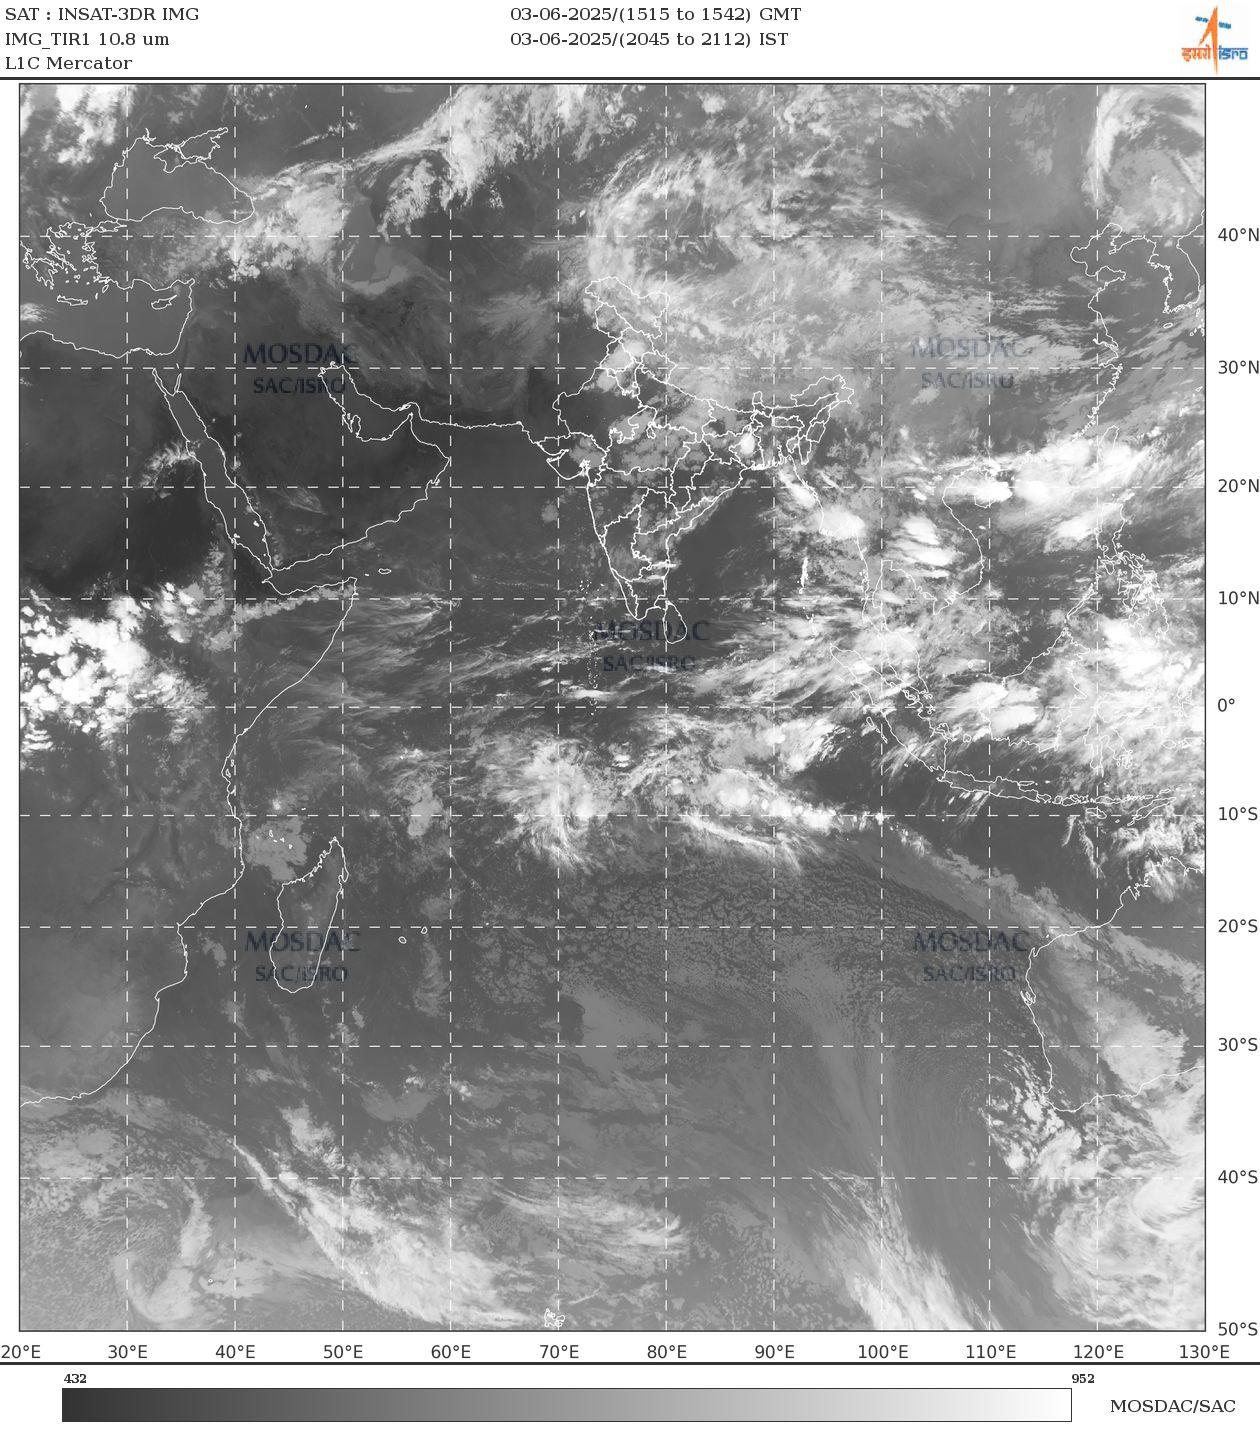 SAT : INSAT-3DR IMG
03-06-2025/(1515 to 1542) GMT
IMG_TIR1 10.8 um
03-06-2025/(2045 to 2112) IST
L1C Mercator
इसरो isro
40°N
MOSDAC
SAC/ISRO
MOSDAC
SAC/ISRO
30°N
20°N
10°N
MOSDAC
SAC/ISRO
0°
10°S
20°S
MOSDAC
SAC/ISRO
MOSDAC
SAC/ISRO
30°S
40°S
50°S
20°E 30°E 40°E 50°E 60°E 70°E 80°E 90°E 100°E 110°E 120°E 130°E
432
952
MOSDAC/SAC